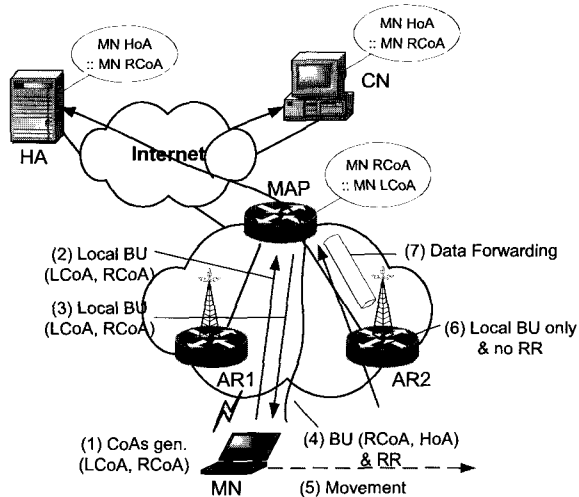 MN HoA
:: MN RCoA
MN HoA
:: MN RCoA
CN
HA
Internet
MN RCoA
:: MN LCoA
MAP
(2) Local BU
(LCoA, RCoA)
(7) Data Forwarding
(3) Local BU
(LCoA, RCoA)
(6) Local BU only
& no RR
AR1
AR2
(1) CoAs gen.
(LCoA, RCoA)
(4) BU (RCoA, HoA)
& RR
MN
(5) Movement